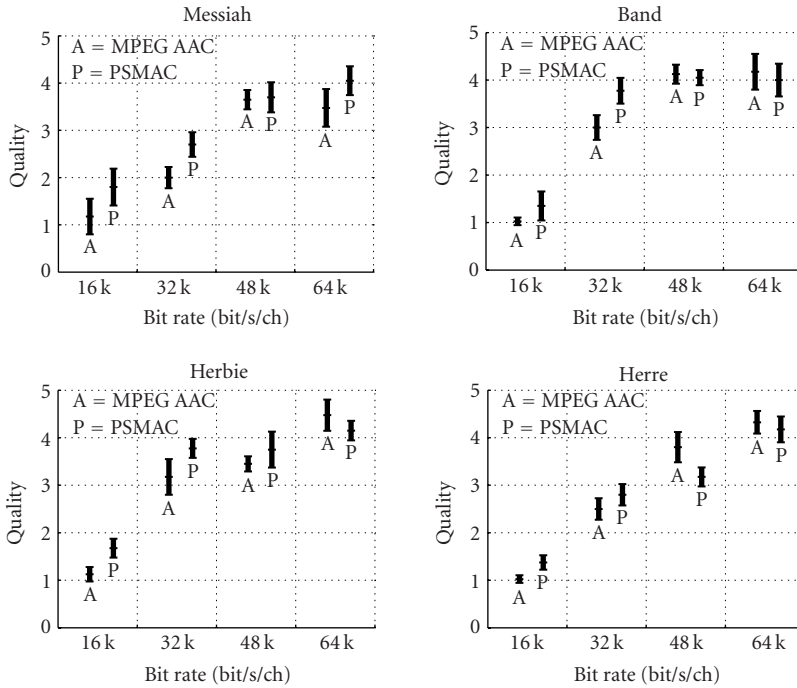 Messiah
A = MPEG AAC
P = PSMAC
Quality
5
4
3
2
1
0
A
P
A
P
A
P
A
P
16 k 32 k 48 k 64 k
Bit rate (bit/s/ch)
Band
A = MPEG AAC
P = PSMAC
Quality
5
4
3
2
1
0
A
P
A
P
A
P
A
P
16 k 32 k 48 k 64 k
Bit rate (bit/s/ch)
Herbie
A = MPEG AAC
P = PSMAC
Quality
5
4
3
2
1
0
A
P
A
P
A
P
A
P
16 k 32 k 48 k 64 k
Bit rate (bit/s/ch)
Herre
A = MPEG AAC
P = PSMAC
Quality
5
4
3
2
1
0
A
P
A
P
A
P
A
P
16 k 32 k 48 k 64 k
Bit rate (bit/s/ch)